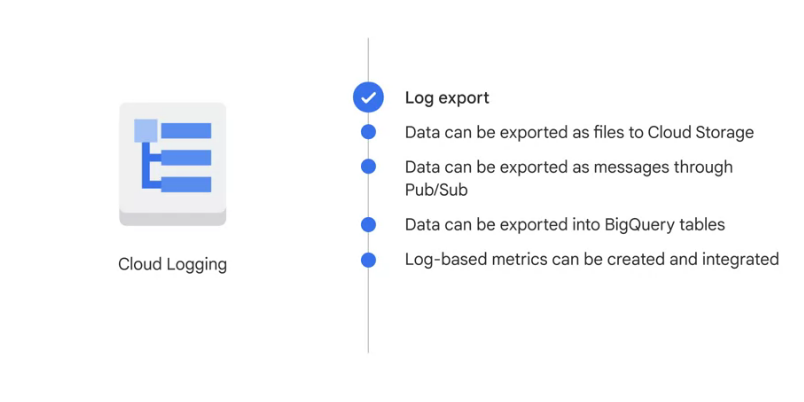 Log export
Data can be exported as files to Cloud Storage
Data can be exported as messages through
Pub/Sub
Data can be exported into BigQuery tables
Log-based metrics can be created and integrated
Cloud Logging